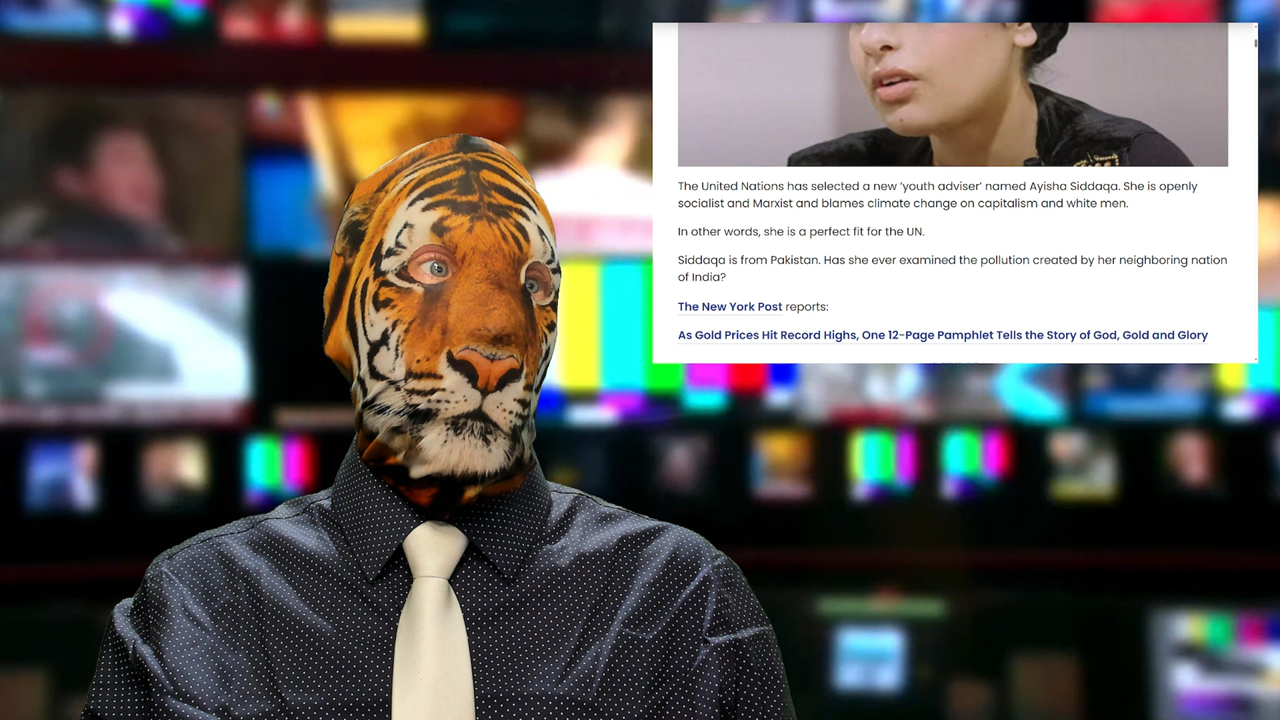 The United Nations has selected a new ‘youth adviser’ named Ayisha Siddaqa. She is openly
socialist and Marxist and blames climate change on capitalism and white men.
In other words, she is a perfect fit for the UN.
Siddaqa is from Pakistan. Has she ever examined the pollution created by her neighboring nation
of India?
The New York Post reports:
As Gold Prices Hit Record Highs, One 12-Page Pamphlet Tells the Story of God, Gold and Glory